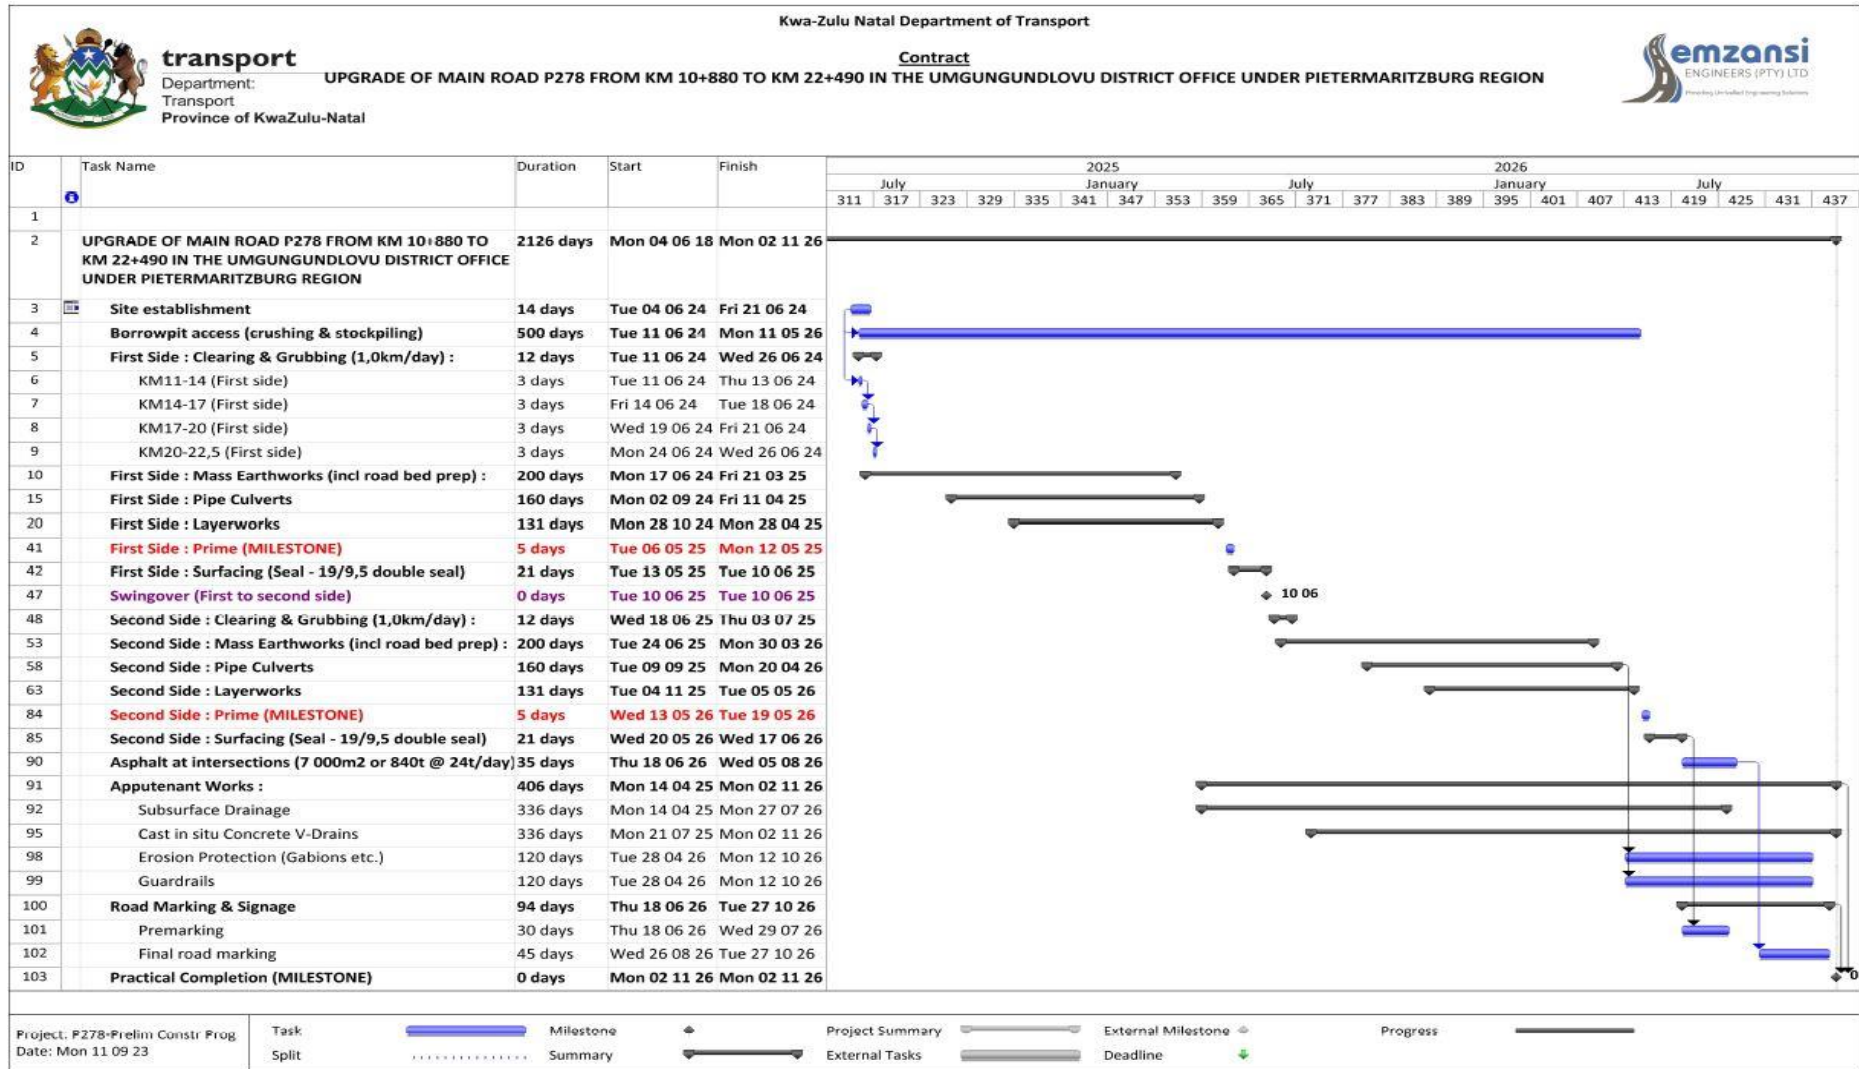 Kwa-Zulu Natal Department of Transport
Contract
UPGRADE OF MAIN ROAD P278 FROM KM 10+880 TO KM 22+490 IN THE UMGUNGUNDLOVU DISTRICT OFFICE UNDER PIETERMARITZBURG REGION
transport
Department:
Transport
Province of KwaZulu-Natal
emzansi
ENGINEERS (PTY) LTD
ID Task Name Duration Start Finish
2025 2026
July January July January July
311 317 323 329 335 341 347 353 359 365 371 377 383 389 395 401 407 413 419 425 431 437
1
2 UPGRADE OF MAIN ROAD P278 FROM KM 10+880 TO 2126 days Mon 04 06 18 Mon 02 11 26
KM 22+490 IN THE UMGUNGUNDLOVU DISTRICT OFFICE
UNDER PIETERMARITZBURG REGION
3 Site establishment 14 days Tue 04 06 24 Fri 21 06 24
4 Borrowpit access (crushing & stockpiling) 500 days Tue 11 06 24 Mon 11 05 26
5 First Side : Clearing & Grubbing (1,0km/day) : 12 days Tue 11 06 24 Wed 26 06 24
6 KM11-14 (First side) 3 days Tue 11 06 24 Thu 13 06 24
7 KM14-17 (First side) 3 days Fri 14 06 24 Tue 18 06 24
8 KM17-20 (First side) 3 days Wed 19 06 24 Fri 21 06 24
9 KM20-22,5 (First side) 3 days Mon 24 06 24 Wed 26 06 24
10 First Side : Mass Earthworks (incl road bed prep) : 200 days Mon 17 06 24 Fri 21 03 25
15 First Side : Pipe Culverts 160 days Mon 02 09 24 Fri 11 04 25
20 First Side : Layerworks 131 days Mon 28 10 24 Mon 28 04 25
41 First Side : Prime (MILESTONE) 5 days Tue 06 05 25 Mon 12 05 25
42 First Side : Surfacing (Seal - 19/9,5 double seal) 21 days Tue 13 05 25 Tue 10 06 25
47 Swingover (First to second side) 0 days Tue 10 06 25 Tue 10 06 25 10 06
48 Second Side : Clearing & Grubbing (1,0km/day) : 12 days Wed 18 06 25 Thu 03 07 25
53 Second Side : Mass Earthworks (incl road bed prep) : 200 days Tue 24 06 25 Mon 30 03 26
58 Second Side : Pipe Culverts 160 days Tue 09 09 25 Mon 20 04 26
63 Second Side : Layerworks 131 days Tue 04 11 25 Tue 05 05 26
84 Second Side : Prime (MILESTONE) 5 days Wed 13 05 26 Tue 19 05 26
85 Second Side : Surfacing (Seal - 19/9,5 double seal) 21 days Wed 20 05 26 Wed 17 06 26
90 Asphalt at intersections (7 000m2 or 840t @ 24t/day) 35 days Thu 18 06 26 Wed 05 08 26
91 Apputenant Works : 406 days Mon 14 04 25 Mon 02 11 26
92 Subsurface Drainage 336 days Mon 14 04 25 Mon 27 07 26
95 Cast in situ Concrete V-Drains 336 days Mon 21 07 25 Mon 02 11 26
98 Erosion Protection (Gabions etc.) 120 days Tue 28 04 26 Mon 12 10 26
99 Guardrails 120 days Tue 28 04 26 Mon 12 10 26
100 Road Marking & Signage 94 days Thu 18 06 26 Tue 27 10 26
101 Premarking 30 days Thu 18 06 26 Wed 29 07 26
102 Final road marking 45 days Wed 26 08 26 Tue 27 10 26
103 Practical Completion (MILESTONE) 0 days Mon 02 11 26 Mon 02 11 26 0
Project: P278-Prelim Constr Prog
Date: Mon 11 09 23
Task Milestone Project Summary External Milestone Progress
Split Summary External Tasks Deadline